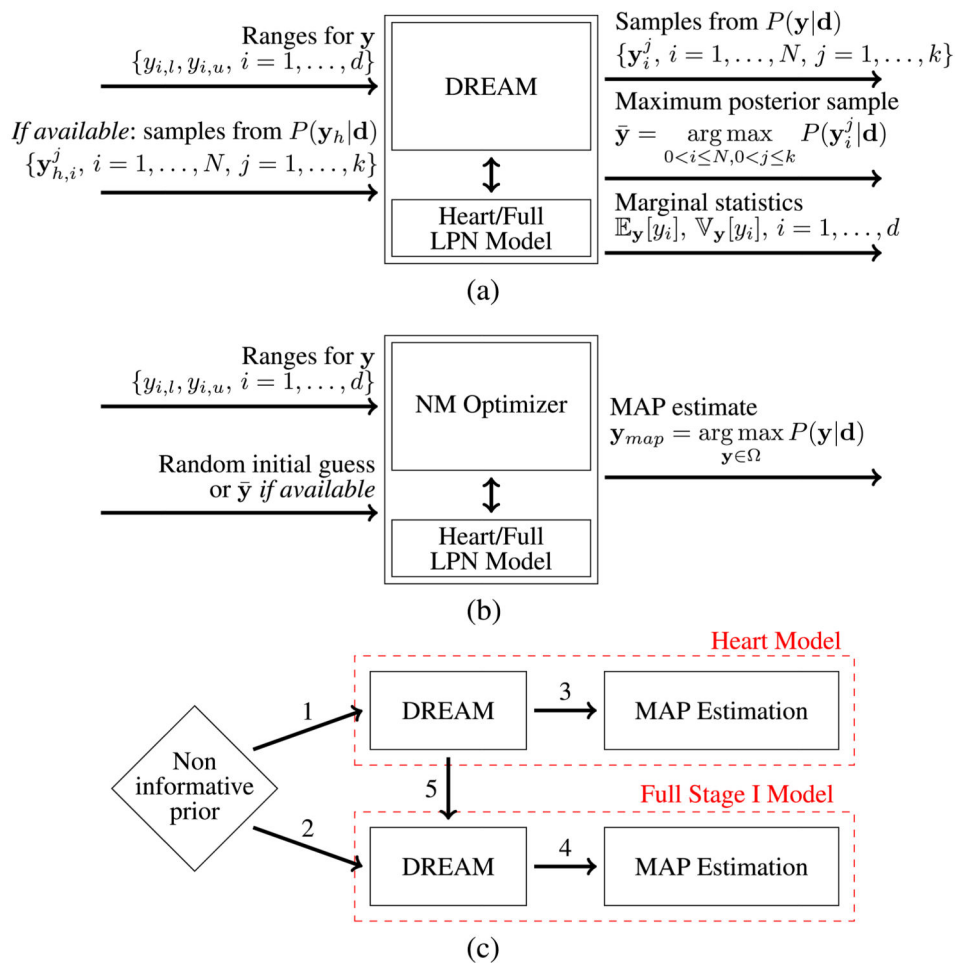 Ranges for y
{y_{i,l}, y_{i,u}, i = 1, . . . , d}
If available: samples from P(y_h|d)
{y^j_{h,i}, i = 1, . . . , N, j = 1, . . . , k}
DREAM
Heart/Full
LPN Model
Samples from P(y|d)
{y^j_i, i = 1, . . . , N, j = 1, . . . , k}
Maximum posterior sample
ȳ = arg max P(y^j_i|d)
0<i≤N,0<j≤k
Marginal statistics
𝔼_y[y_i], 𝕍_y[y_i], i = 1, . . . , d
(a)
Ranges for y
{y_{i,l}, y_{i,u}, i = 1, . . . , d}
Random initial guess
or ȳ if available
NM Optimizer
Heart/Full
LPN Model
MAP estimate
y_{map} = arg max P(y|d)
y∈Ω
(b)
Heart Model
1
DREAM
3
MAP Estimation
Non
informative
prior
5
Full Stage I Model
2
DREAM
4
MAP Estimation
(c)